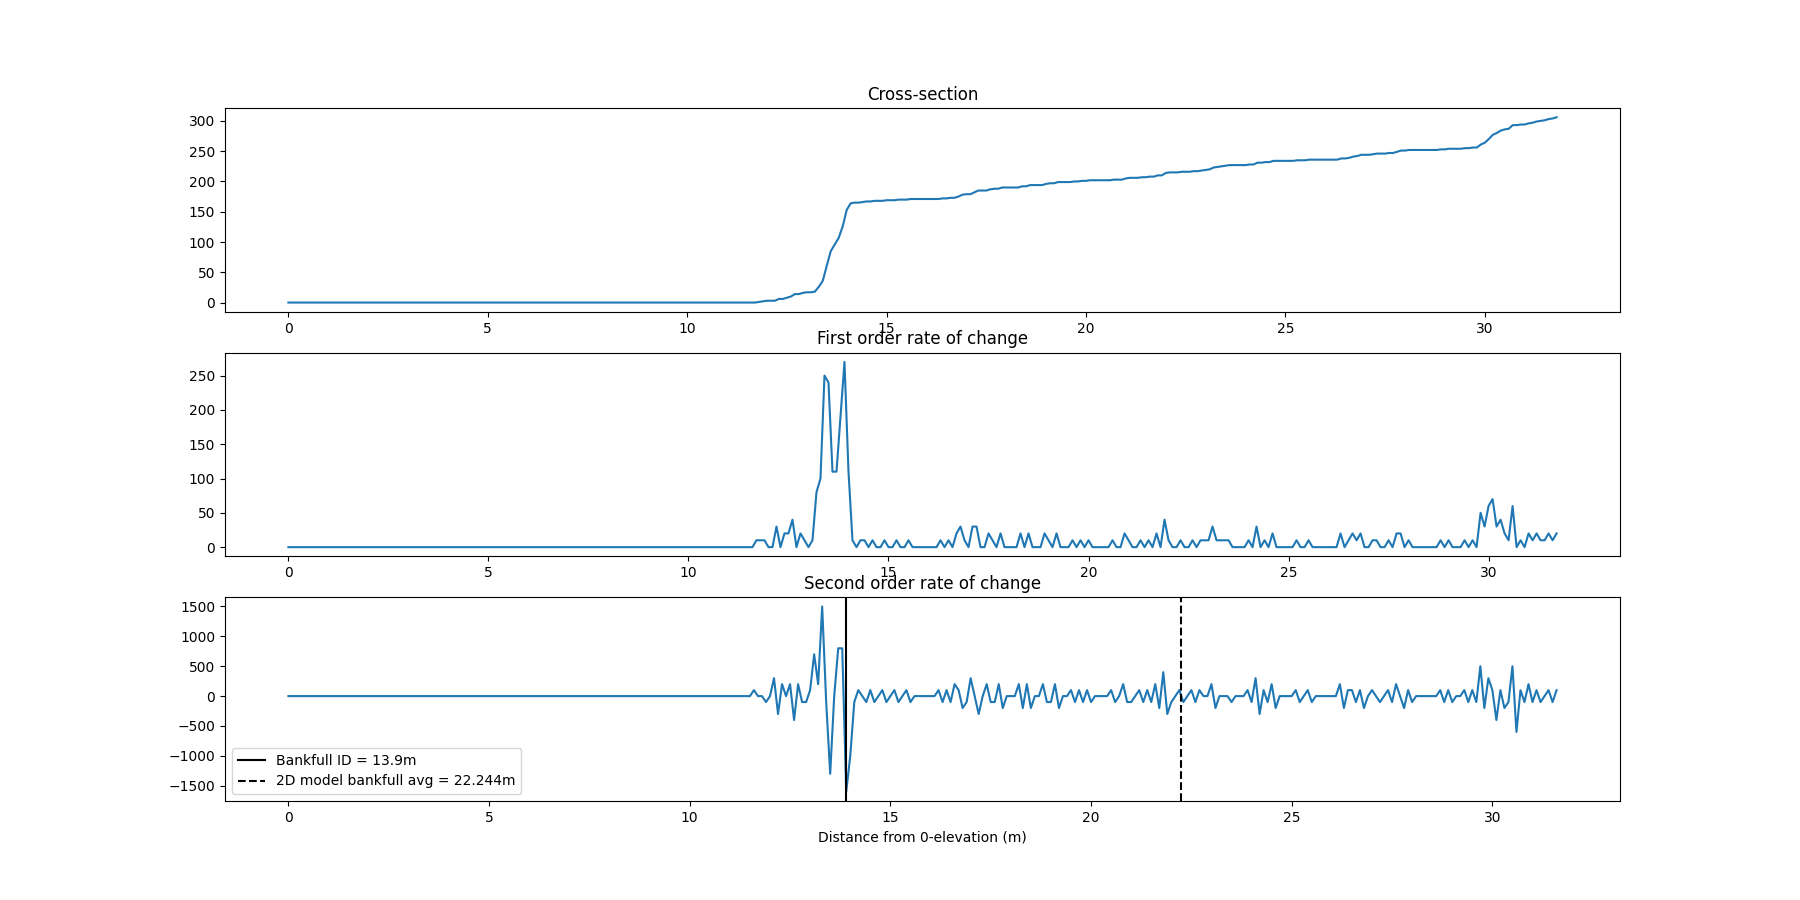 Cross-section
300
250
200
150
100
50
0
0 5 10 15 20 25 30
First order rate of change
250
200
150
100
50
0
0 5 10 15 20 25 30
Second order rate of change
1500
1000
500
0
−500
−1000
−1500
Bankfull ID = 13.9m
2D model bankfull avg = 22.244m
0 5 10 15 20 25 30
Distance from 0-elevation (m)